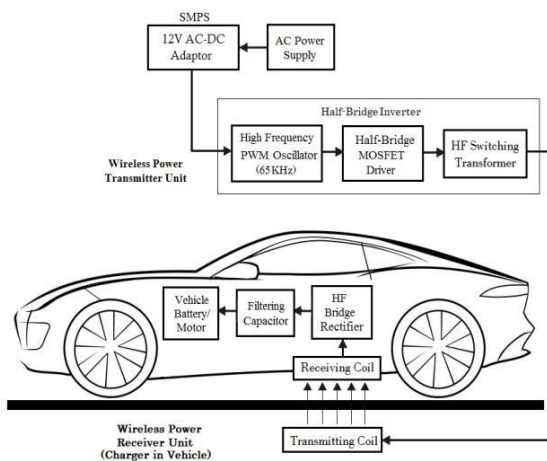 SMPS
12V AC-DC
Adaptor
AC Power
Supply
Half-Bridge Inverter
High Frequency
PWM Oscillator
(65KHz)
Half-Bridge
MOSFET
Driver
HF Switching
Transformer
Wireless Power
Transmitter Unit
Vehicle
Battery/
Motor
Filtering
Capacitor
HF
Bridge
Rectifier
Receiving Coil
Wireless Power
Receiver Unit
(Charger in Vehicle)
Transmitting Coil